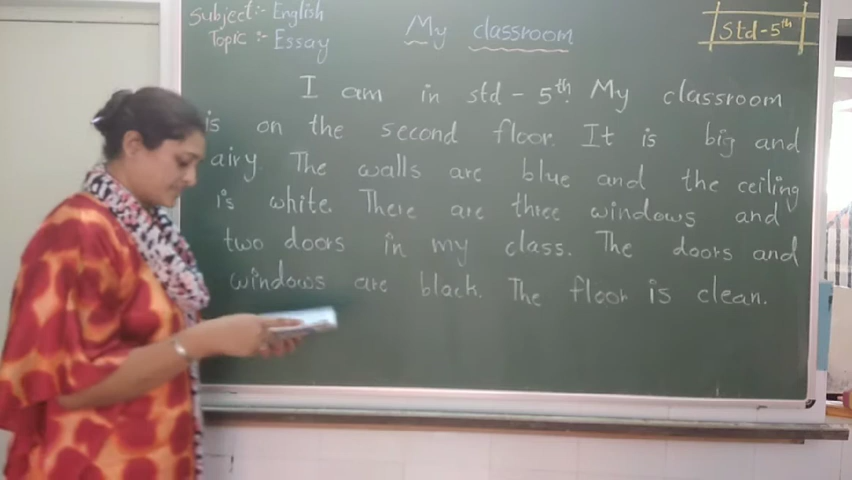 Subject:- English
Topic :- Essay
My classroom
Std-5th
I am in std - 5th. My classroom
is on the second floor. It is big and
airy. The walls are blue and the ceiling
is white. There are three windows and
two doors in my class. The doors and
windows are black. The floor is clean.